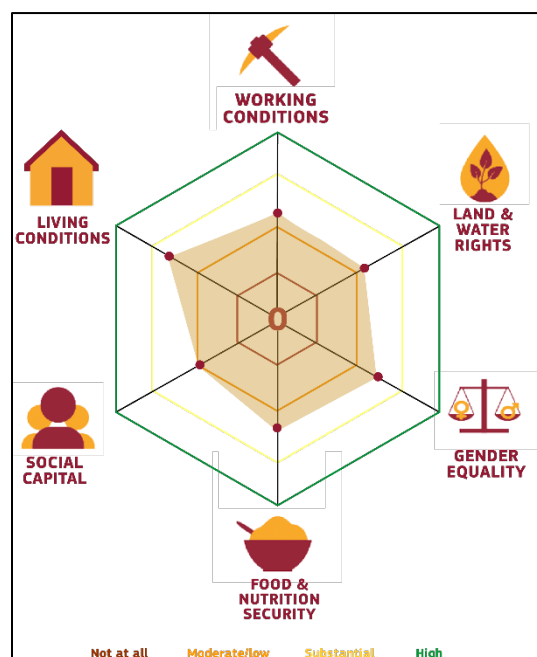 WORKING
CONDITIONS
LIVING
CONDITIONS
LAND &
WATER
RIGHTS
0
SOCIAL
CAPITAL
GENDER
EQUALITY
FOOD &
NUTRITION
SECURITY
Not at all Moderate/low Substantial High